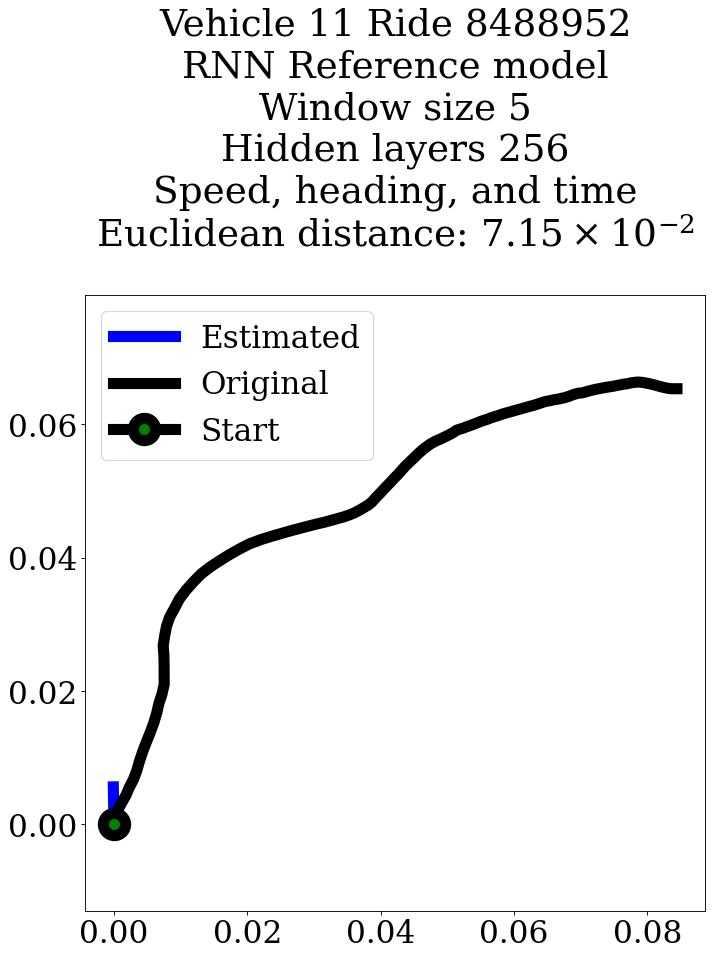 Vehicle 11 Ride 8488952
RNN Reference model
Window size 5
Hidden layers 256
Speed, heading, and time
Euclidean distance: 7.15 × 10⁻²
Estimated
Original
Start
0.06
0.04
0.02
0.00
0.00 0.02 0.04 0.06 0.08